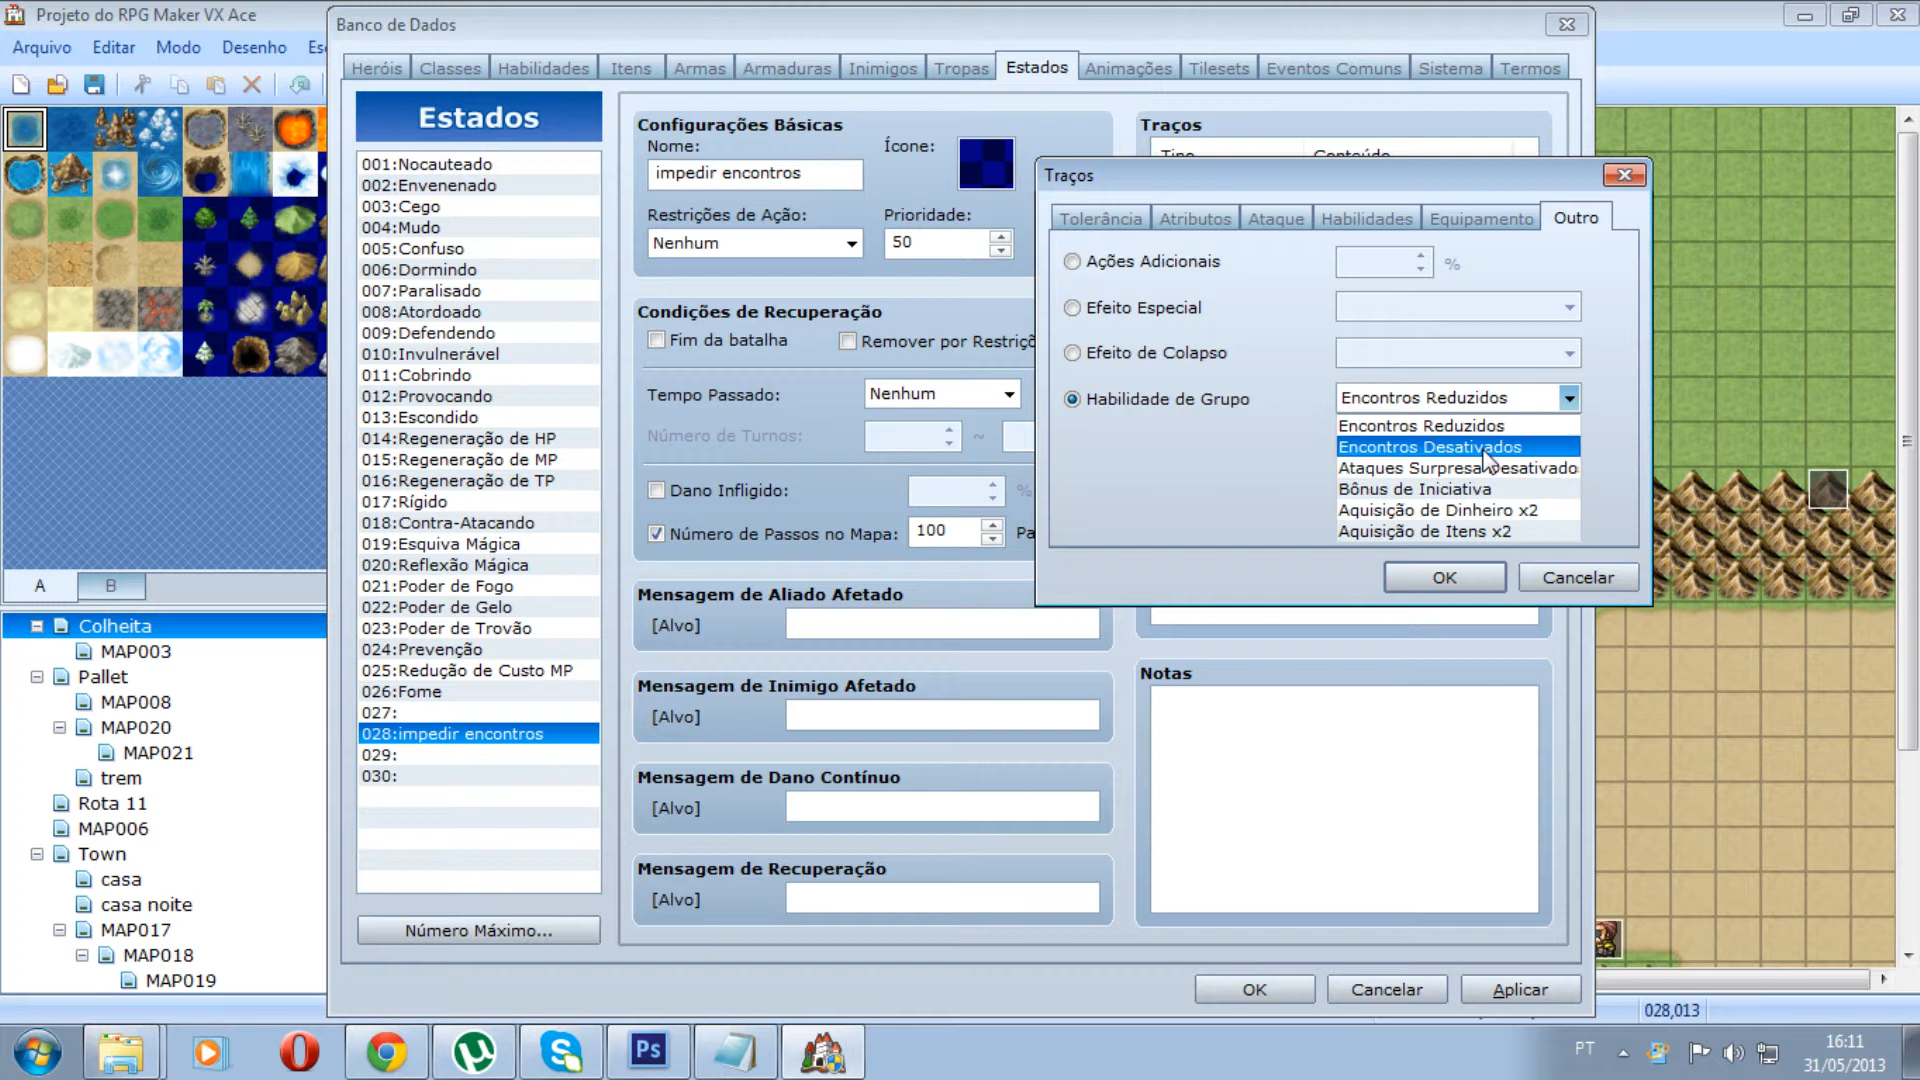 Projeto do RPG Maker VX Ace
Arquivo Editar Modo Desenho
Banco de Dados
Heróis Classes Habilidades Itens Armas Armaduras Inimigos Tropas Estados Animações Tilesets Eventos Comuns Sistema Termos
Estados
001:Nocauteado
002:Envenenado
003:Cego
004:Mudo
005:Confuso
006:Dormindo
007:Paralisado
008:Atordoado
009:Defendendo
010:Invulnerável
011:Cobrindo
012:Provocando
013:Escondido
014:Regeneração de HP
015:Regeneração de MP
016:Regeneração de TP
017:Rígido
018:Contra-Atacando
019:Esquiva Mágica
020:Reflexão Mágica
021:Poder de Fogo
022:Poder de Gelo
023:Poder de Trovão
024:Prevenção
025:Redução de Custo MP
026:Fome
027:
028:impedir encontros
029:
030:
Número Máximo...
Configurações Básicas
Nome: Ícone:
impedir encontros
Restrições de Ação: Prioridade:
Nenhum 50
Condições de Recuperação
Fim da batalha Remover por Restriçõ
Tempo Passado: Nenhum
Número de Turnos: ~
Dano Infligido: %
Número de Passos no Mapa: 100 Pa
Mensagem de Aliado Afetado
[Alvo]
Mensagem de Inimigo Afetado
[Alvo]
Mensagem de Dano Contínuo
[Alvo]
Mensagem de Recuperação
[Alvo]
Traços
Tipo Conteúdo
Traços
Tolerância Atributos Ataque Habilidades Equipamento Outro
Ações Adicionais %
Efeito Especial
Efeito de Colapso
Habilidade de Grupo Encontros Reduzidos
Encontros Reduzidos
Encontros Desativados
Ataques Surpresa Desativado
Bônus de Iniciativa
Aquisição de Dinheiro x2
Aquisição de Itens x2
OK Cancelar
Notas
OK Cancelar Aplicar
A B
Colheita
MAP003
Pallet
MAP008
MAP020
MAP021
trem
Rota 11
MAP006
Town
casa
casa noite
MAP017
MAP018
MAP019
028,013
Ps
PT
16:11
31/05/2013